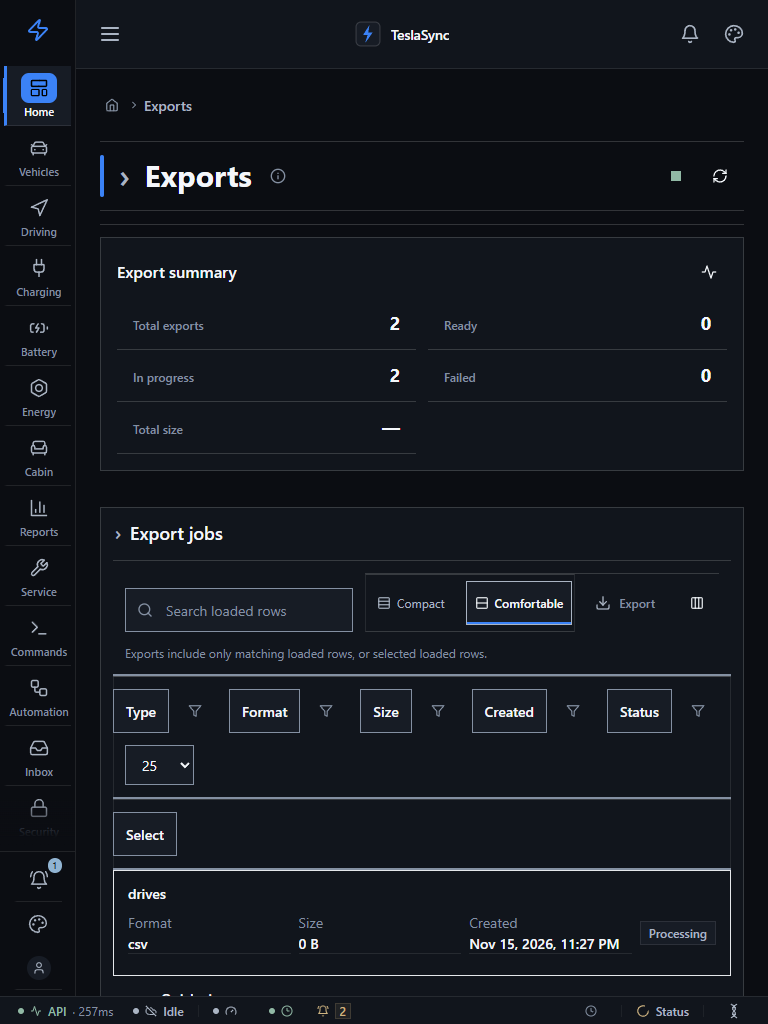 TeslaSync
Home
Vehicles
Driving
Charging
Battery
Energy
Cabin
Reports
Service
Commands
Automation
Inbox
Security
1
Exports
Exports
Export summary
Total exports 2
Ready 0
In progress 2
Failed 0
Total size —
Export jobs
Search loaded rows
Compact
Comfortable
Export
Exports include only matching loaded rows, or selected loaded rows.
Type Format Size Created Status
25
Select
drives
Format Size Created
csv 0 B Nov 15, 2026, 11:27 PM
Processing
API · 257ms Idle 2 Status